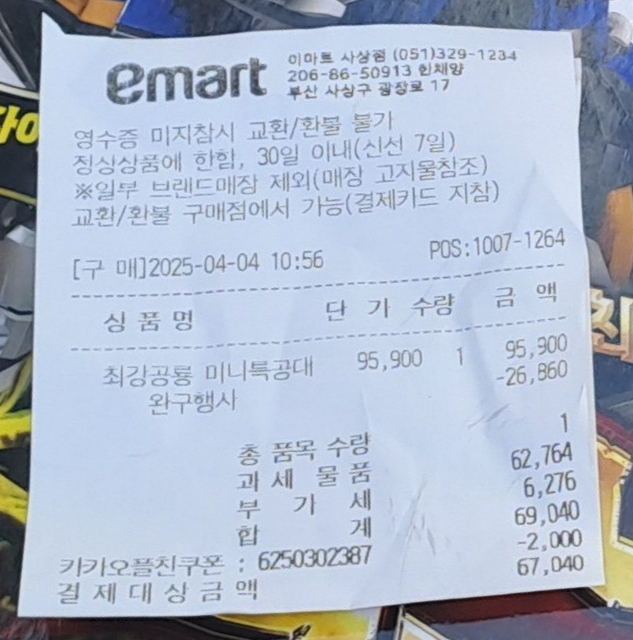 emart
이마트 사상점 (051)329-1234
206-86-50913 한채양
부산 사상구 광장로 17
영수증 미지참시 교환/환불 불가
정상상품에 한함, 30일 이내(신선 7일)
※일부 브랜드매장 제외(매장 고지물참조)
교환/환불 구매점에서 가능(결제카드 지참)
[구 매]2025-04-04 10:56 POS:1007-1264
상 품 명 단 가 수량 금 액
최강공룡 미니특공대 95,900 1 95,900
완구행사 -26,860
총 품목 수량 1
과 세 물 품 62,764
부 가 세 6,276
합 계 69,040
카카오플친쿠폰 : 6250302387 -2,000
결 제 대 상 금 액 67,040